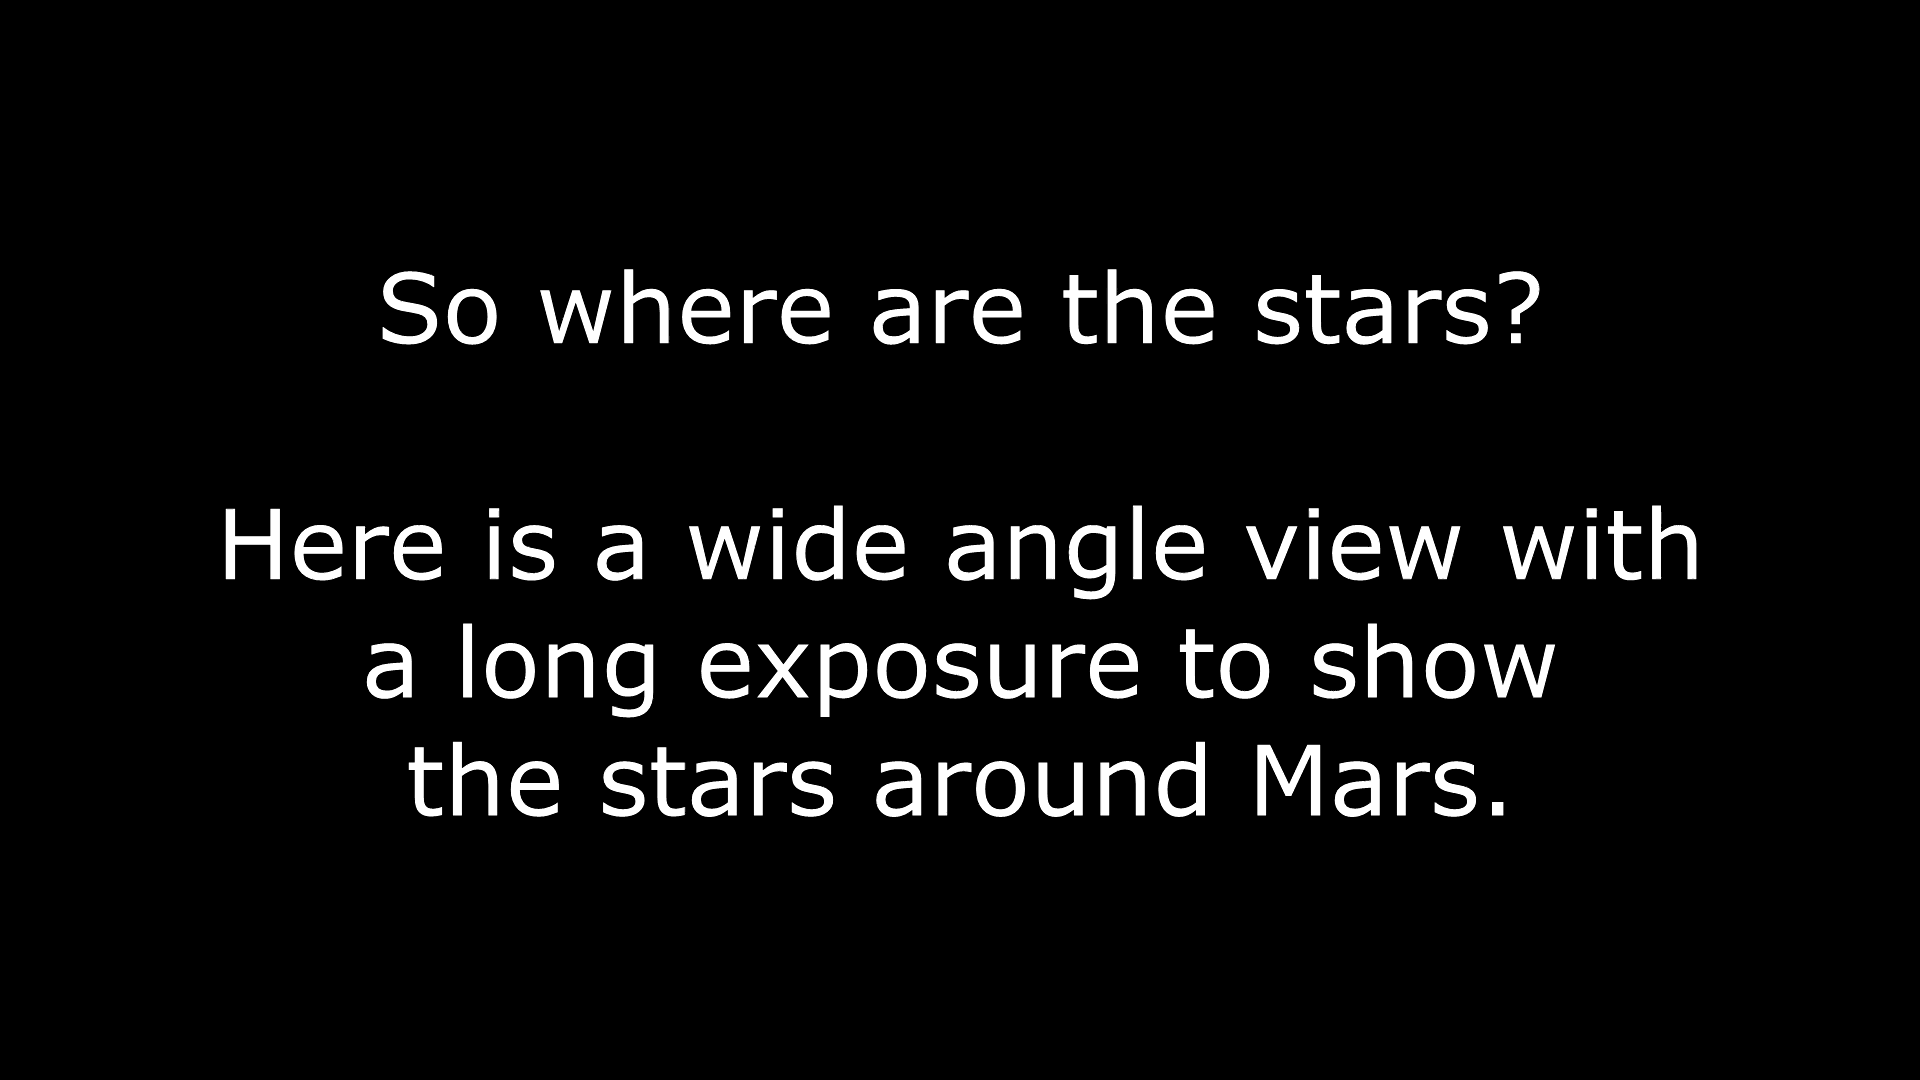 So where are the stars?
Here is a wide angle view with
a long exposure to show
the stars around Mars.